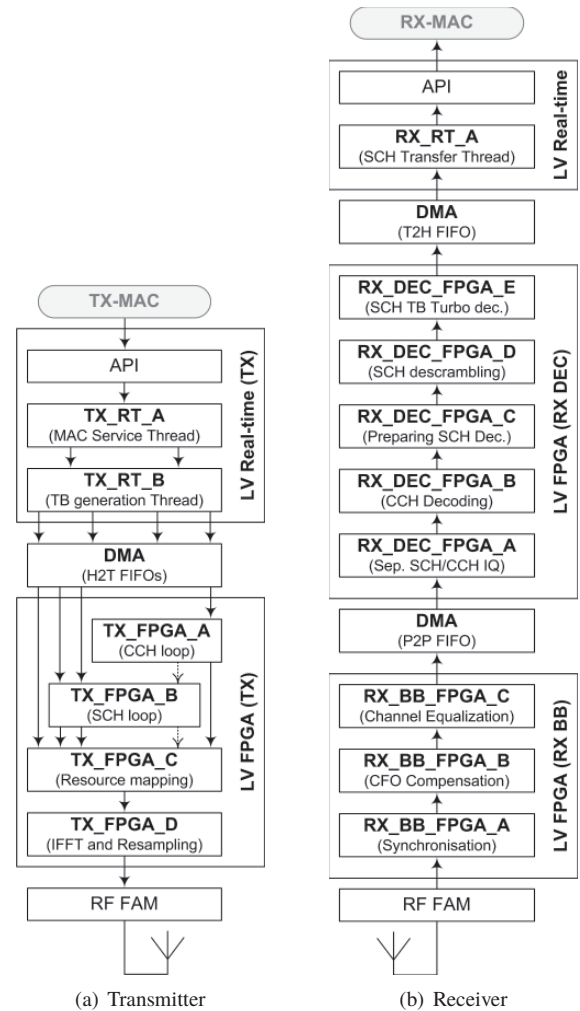 TX-MAC
API
TX_RT_A
(MAC Service Thread)
TX_RT_B
(TB generation Thread)
LV Real-time (TX)
DMA
(H2T FIFOs)
TX_FPGA_A
(CCH loop)
TX_FPGA_B
(SCH loop)
TX_FPGA_C
(Resource mapping)
TX_FPGA_D
(IFFT and Resampling)
LV FPGA (TX)
RF FAM
(a) Transmitter
RX-MAC
API
RX_RT_A
(SCH Transfer Thread)
LV Real-time
DMA
(T2H FIFO)
RX_DEC_FPGA_E
(SCH TB Turbo dec.)
RX_DEC_FPGA_D
(SCH descrambling)
RX_DEC_FPGA_C
(Preparing SCH Dec.)
RX_DEC_FPGA_B
(CCH Decoding)
RX_DEC_FPGA_A
(Sep. SCH/CCH IQ)
LV FPGA (RX DEC)
DMA
(P2P FIFO)
RX_BB_FPGA_C
(Channel Equalization)
RX_BB_FPGA_B
(CFO Compensation)
RX_BB_FPGA_A
(Synchronisation)
LV FPGA (RX BB)
RF FAM
(b) Receiver